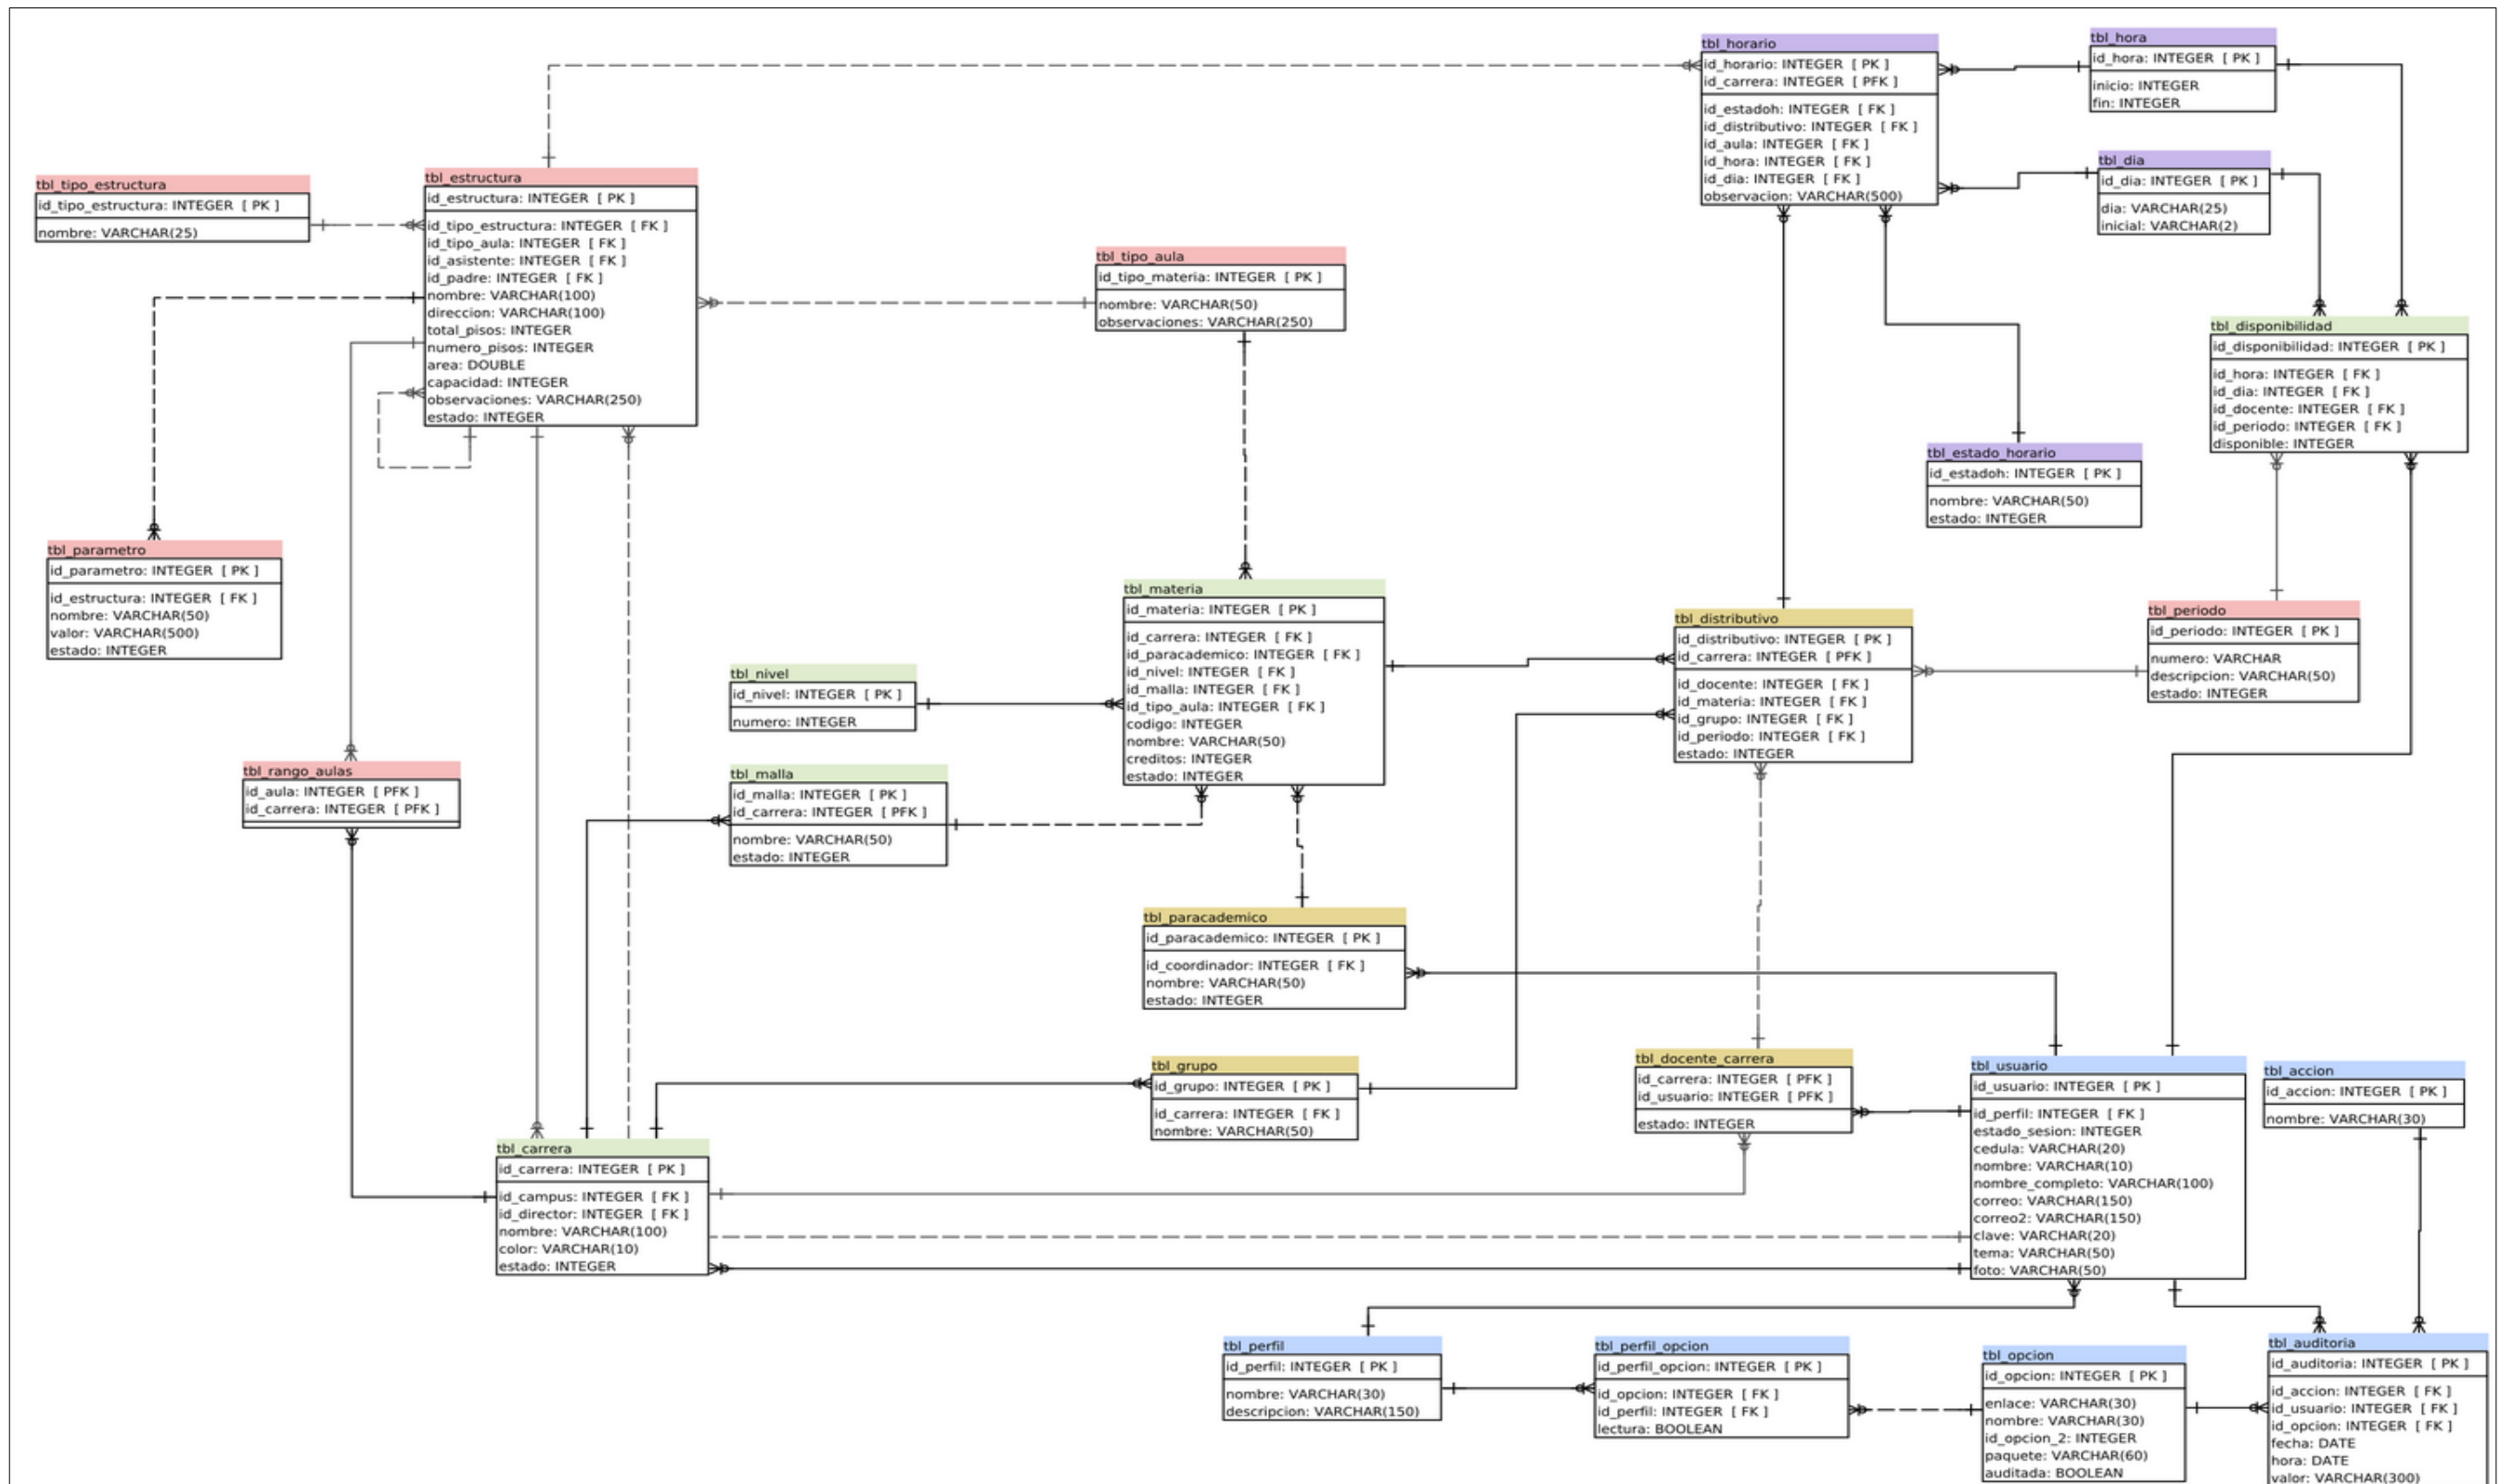 tbl_horario
id_horario: INTEGER [ PK ]
id_carrera: INTEGER [ PFK ]
id_estadoh: INTEGER [ FK ]
id_distributivo: INTEGER [ FK ]
id_aula: INTEGER [ FK ]
id_hora: INTEGER [ FK ]
id_dia: INTEGER [ FK ]
observacion: VARCHAR(500)
tbl_hora
id_hora: INTEGER [ PK ]
inicio: INTEGER
fin: INTEGER
tbl_dia
id_dia: INTEGER [ PK ]
dia: VARCHAR(25)
inicial: VARCHAR(2)
tbl_tipo_estructura
id_tipo_estructura: INTEGER [ PK ]
nombre: VARCHAR(25)
tbl_estructura
id_estructura: INTEGER [ PK ]
id_tipo_estructura: INTEGER [ FK ]
id_tipo_aula: INTEGER [ FK ]
id_asistente: INTEGER [ FK ]
id_padre: INTEGER [ FK ]
nombre: VARCHAR(100)
direccion: VARCHAR(100)
total_pisos: INTEGER
numero_pisos: INTEGER
area: DOUBLE
capacidad: INTEGER
observaciones: VARCHAR(250)
estado: INTEGER
tbl_tipo_aula
id_tipo_materia: INTEGER [ PK ]
nombre: VARCHAR(50)
observaciones: VARCHAR(250)
tbl_disponibilidad
id_disponibilidad: INTEGER [ PK ]
id_hora: INTEGER [ FK ]
id_dia: INTEGER [ FK ]
id_docente: INTEGER [ FK ]
id_periodo: INTEGER [ FK ]
disponible: INTEGER
tbl_estado_horario
id_estadoh: INTEGER [ PK ]
nombre: VARCHAR(50)
estado: INTEGER
tbl_parametro
id_parametro: INTEGER [ PK ]
id_estructura: INTEGER [ FK ]
nombre: VARCHAR(50)
valor: VARCHAR(500)
estado: INTEGER
tbl_materia
id_materia: INTEGER [ PK ]
id_carrera: INTEGER [ FK ]
id_paracademico: INTEGER [ FK ]
id_nivel: INTEGER [ FK ]
id_malla: INTEGER [ FK ]
id_tipo_aula: INTEGER [ FK ]
codigo: INTEGER
nombre: VARCHAR(50)
creditos: INTEGER
estado: INTEGER
tbl_distributivo
id_distributivo: INTEGER [ PK ]
id_carrera: INTEGER [ PFK ]
id_docente: INTEGER [ FK ]
id_materia: INTEGER [ FK ]
id_grupo: INTEGER [ FK ]
id_periodo: INTEGER [ FK ]
estado: INTEGER
tbl_periodo
id_periodo: INTEGER [ PK ]
numero: VARCHAR
descripcion: VARCHAR(50)
estado: INTEGER
tbl_nivel
id_nivel: INTEGER [ PK ]
numero: INTEGER
tbl_rango_aulas
id_aula: INTEGER [ PFK ]
id_carrera: INTEGER [ PFK ]
tbl_malla
id_malla: INTEGER [ PK ]
id_carrera: INTEGER [ PFK ]
nombre: VARCHAR(50)
estado: INTEGER
tbl_paracademico
id_paracademico: INTEGER [ PK ]
id_coordinador: INTEGER [ FK ]
nombre: VARCHAR(50)
estado: INTEGER
tbl_grupo
id_grupo: INTEGER [ PK ]
id_carrera: INTEGER [ FK ]
nombre: VARCHAR(50)
tbl_docente_carrera
id_carrera: INTEGER [ PFK ]
id_usuario: INTEGER [ PFK ]
estado: INTEGER
tbl_usuario
id_usuario: INTEGER [ PK ]
id_perfil: INTEGER [ FK ]
estado_sesion: INTEGER
cedula: VARCHAR(20)
nombre: VARCHAR(10)
nombre_completo: VARCHAR(100)
correo: VARCHAR(150)
correo2: VARCHAR(150)
clave: VARCHAR(20)
tema: VARCHAR(50)
foto: VARCHAR(50)
tbl_accion
id_accion: INTEGER [ PK ]
nombre: VARCHAR(30)
tbl_carrera
id_carrera: INTEGER [ PK ]
id_campus: INTEGER [ FK ]
id_director: INTEGER [ FK ]
nombre: VARCHAR(100)
color: VARCHAR(10)
estado: INTEGER
tbl_perfil
id_perfil: INTEGER [ PK ]
nombre: VARCHAR(30)
descripcion: VARCHAR(150)
tbl_perfil_opcion
id_perfil_opcion: INTEGER [ PK ]
id_opcion: INTEGER [ FK ]
id_perfil: INTEGER [ FK ]
lectura: BOOLEAN
tbl_opcion
id_opcion: INTEGER [ PK ]
enlace: VARCHAR(30)
nombre: VARCHAR(30)
id_opcion_2: INTEGER
paquete: VARCHAR(60)
auditada: BOOLEAN
tbl_auditoria
id_auditoria: INTEGER [ PK ]
id_accion: INTEGER [ FK ]
id_usuario: INTEGER [ FK ]
id_opcion: INTEGER [ FK ]
fecha: DATE
hora: DATE
valor: VARCHAR(300)